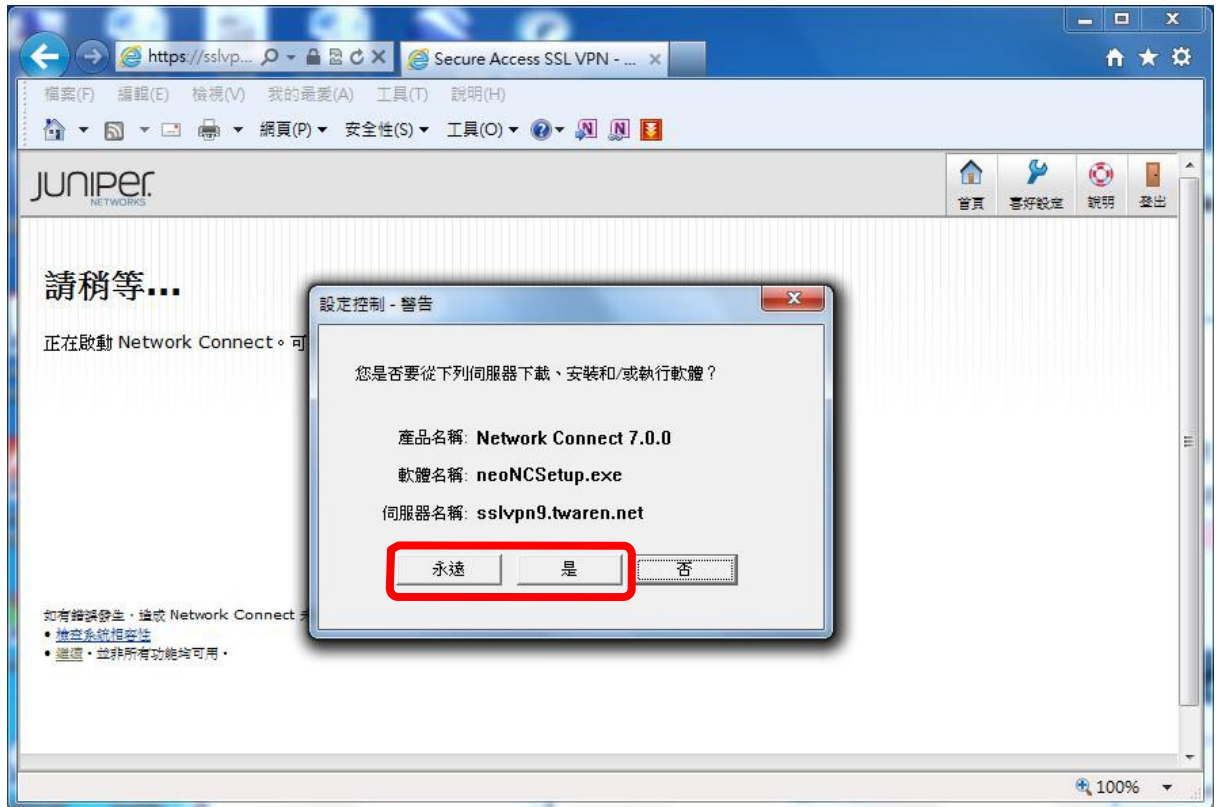 https://sslvp...
Secure Access SSL VPN - ...
檔案(F) 編輯(E) 檢視(V) 我的最愛(A) 工具(T) 說明(H)
網頁(P) 安全性(S) 工具(O)
JUNIPER
NETWORKS
首頁 喜好設定 說明 登出
請稍等...
正在啟動 Network Connect。可
設定控制 - 警告
您是否要從下列伺服器下載、安裝和/或執行軟體？
產品名稱: Network Connect 7.0.0
軟體名稱: neoNCSetup.exe
伺服器名稱: sslvpn9.twaren.net
永遠 是 否
如有錯誤發生，造成 Network Connect 未
• 檢查系統相容性
• 繼續。並非所有功能均可用。
100%